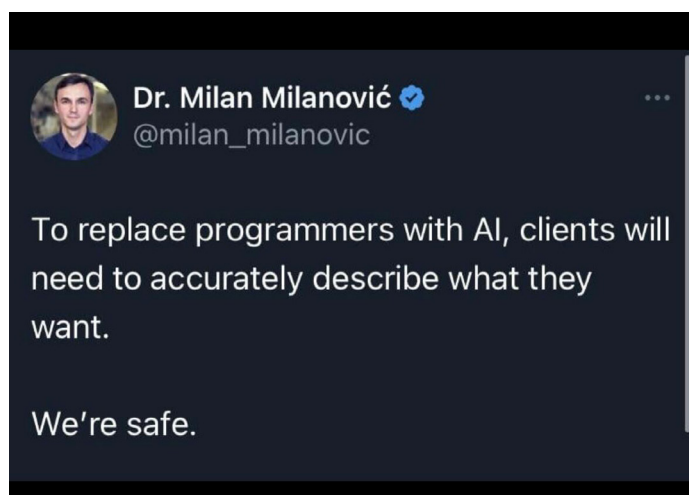 Dr. Milan Milanović
@milan_milanovic
To replace programmers with AI, clients will
need to accurately describe what they
want.
We’re safe.